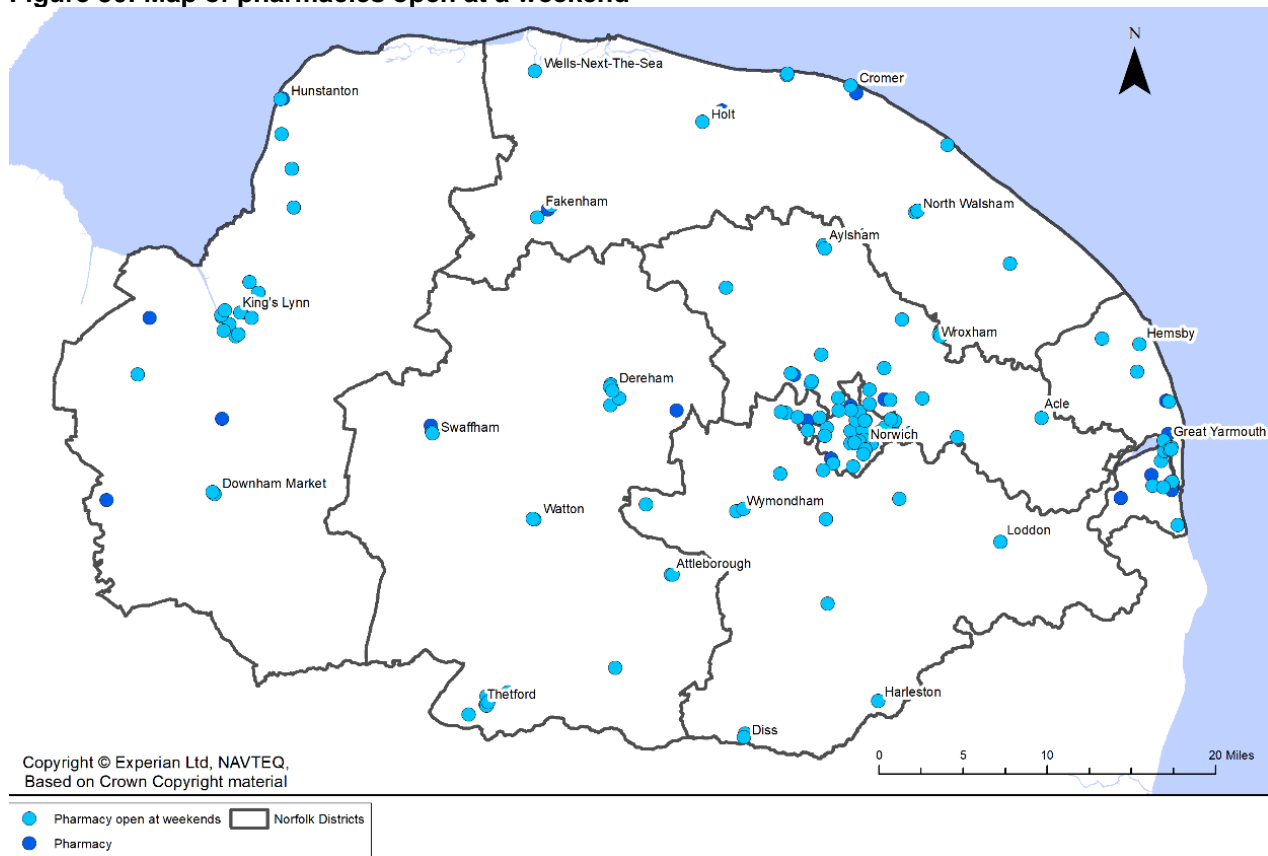 N
Wells-Next-The-Sea
Cromer
Hunstanton
Holt
Fakenham
North Walsham
Aylsham
King's Lynn
Wroxham
Hemsby
Dereham
Acle
Swaffham
Norwich
Great Yarmouth
Downham Market
Watton
Wymondham
Loddon
Attleborough
Thetford
Harleston
Diss
0 5 10 20 Miles
Copyright © Experian Ltd, NAVTEQ,
Based on Crown Copyright material
Pharmacy open at weekends Norfolk Districts
Pharmacy